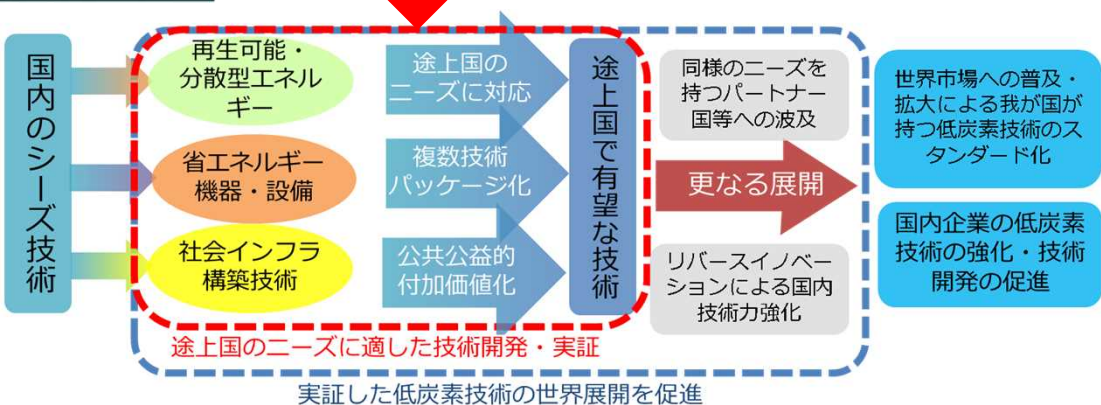 国内のシーズ技術
再生可能・
分散型エネル
ギー
省エネルギー
機器・設備
社会インフラ
構築技術
途上国の
ニーズに対応
複数技術
パッケージ化
公共公益的
付加価値化
途上国で有望な技術
途上国のニーズに適した技術開発・実証
同様のニーズを
持つパートナー
国等への波及
更なる展開
リバースイノベー
ションによる国内
技術力強化
実証した低炭素技術の世界展開を促進
世界市場への普及・
拡大による我が国が
持つ低炭素技術のス
タンダード化
国内企業の低炭素
技術の強化・技術
開発の促進